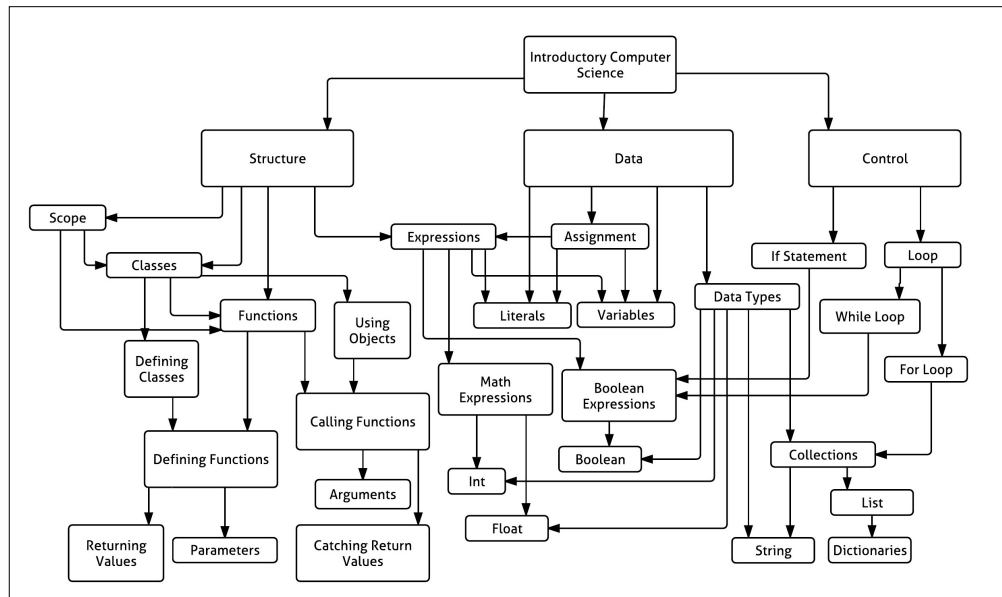 Introductory Computer
Science
Structure
Data
Control
Scope
Expressions
Assignment
If Statement
Loop
Classes
Data Types
Functions
Using
Objects
Literals
Variables
While Loop
Defining
Classes
Math
Expressions
Boolean
Expressions
For Loop
Calling Functions
Defining Functions
Boolean
Collections
Arguments
Int
List
Returning
Values
Parameters
Catching Return
Values
Float
String
Dictionaries